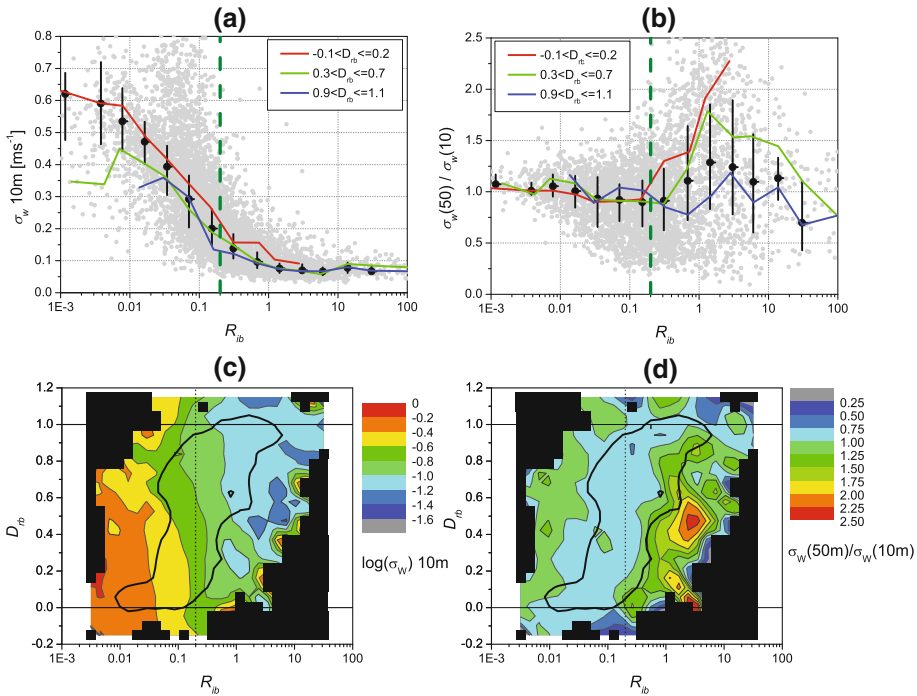 (a)
0.8
0.7
0.6
0.5
0.4
0.3
0.2
0.1
0.0
σw 10m [ms-1]
-0.1<Drb<=0.2
0.3<Drb<=0.7
0.9<Drb<=1.1
1E-3 0.01 0.1 1 10 100
Rib
(b)
2.5
2.0
1.5
1.0
0.5
0.0
σw(50) / σw(10)
-0.1<Drb<=0.2
0.3<Drb<=0.7
0.9<Drb<=1.1
1E-3 0.01 0.1 1 10 100
Rib
(c)
1.2
1.0
0.8
0.6
0.4
0.2
0.0
-0.2
Drb
1E-3 0.01 0.1 1 10 100
Rib
0
-0.2
-0.4
-0.6
-0.8
-1.0
-1.2
-1.4
-1.6
log(σW) 10m
(d)
1.2
1.0
0.8
0.6
0.4
0.2
0.0
-0.2
Drb
1E-3 0.01 0.1 1 10 100
Rib
0.25
0.50
0.75
1.00
1.25
1.50
1.75
2.00
2.50
σW(50m)/σW(10m)